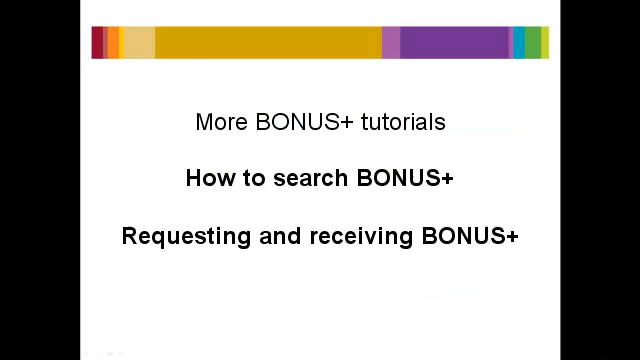 More BONUS+ tutorials
How to search BONUS+
Requesting and receiving BONUS+